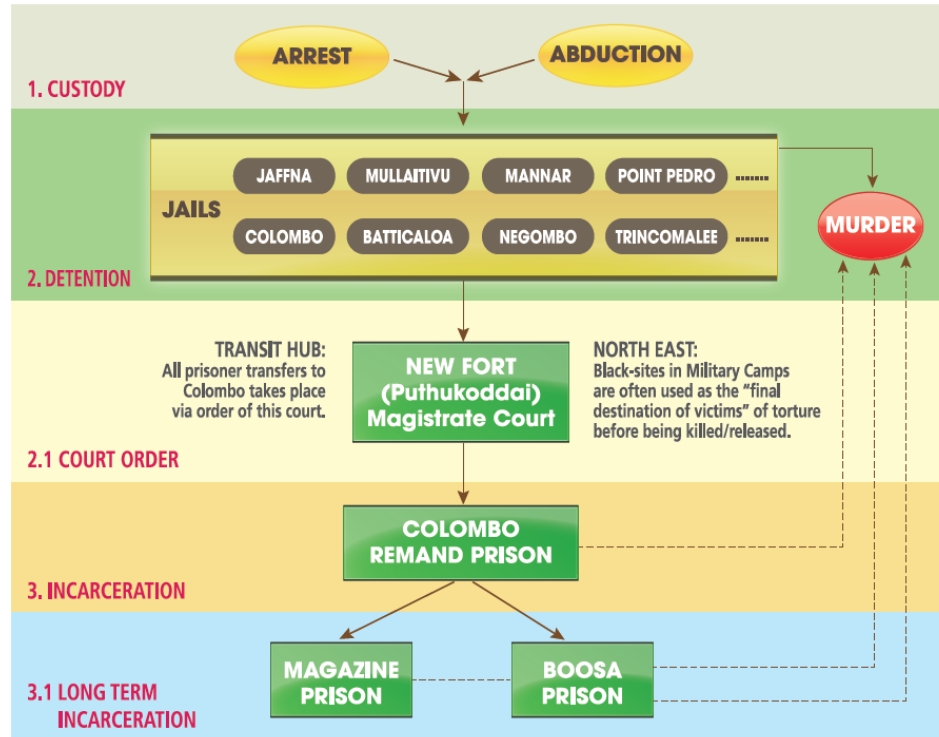 ARREST
ABDUCTION
1. CUSTODY
JAILS
JAFFNA
MULLAITIVU
MANNAR
POINT PEDRO
........
COLOMBO
BATTICALOA
NEGOMBO
TRINCOMALEE
........
MURDER
2. DETENTION
TRANSIT HUB:
All prisoner transfers to
Colombo takes place
via order of this court.
NEW FORT
(Puthukoddai)
Magistrate Court
NORTH EAST:
Black-sites in Military Camps
are often used as the “final
destination of victims” of torture
before being killed/released.
2.1 COURT ORDER
COLOMBO
REMAND PRISON
3. INCARCERATION
MAGAZINE
PRISON
BOOSA
PRISON
3.1 LONG TERM
INCARCERATION